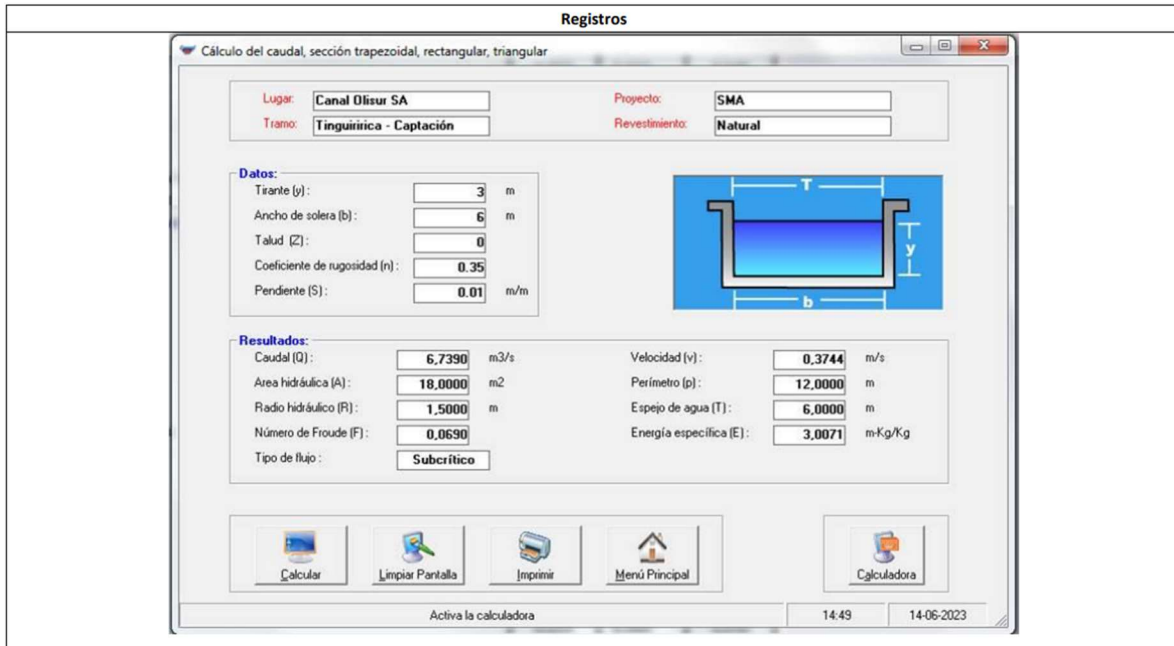 Registros
Cálculo del caudal, sección trapezoidal, rectangular, triangular
Lugar: Canal Olisur SA Proyecto: SMA
Tramo: Tinguiririca - Captación Revestimiento: Natural
Datos:
Tirante (y) : 3 m
Ancho de solera (b) : 6 m
Talud (Z) : 0
Coeficiente de rugosidad (n) : 0.35
Pendiente (S) : 0.01 m/m
T
y
b
Resultados:
Caudal (Q) : 6,7390 m3/s Velocidad (v) : 0,3744 m/s
Area hidráulica (A) : 18,0000 m2 Perímetro (p) : 12,0000 m
Radio hidráulico (R) : 1,5000 m Espejo de agua (T) : 6,0000 m
Número de Froude (F) : 0,0690 Energía específica (E) : 3,0071 m-Kg/Kg
Tipo de flujo : Subcrítico
Calcular Limpiar Pantalla Imprimir Menú Principal Calculadora
Activa la calculadora 14:49 14-06-2023